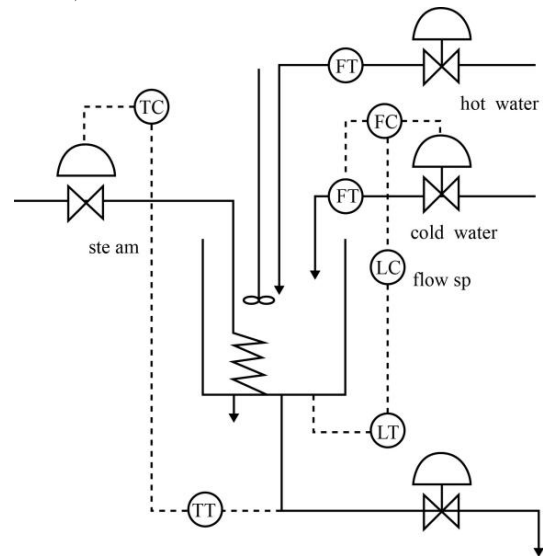 FT
hot water
TC
FC
FT
cold water
ste am
LC
flow sp
LT
TT